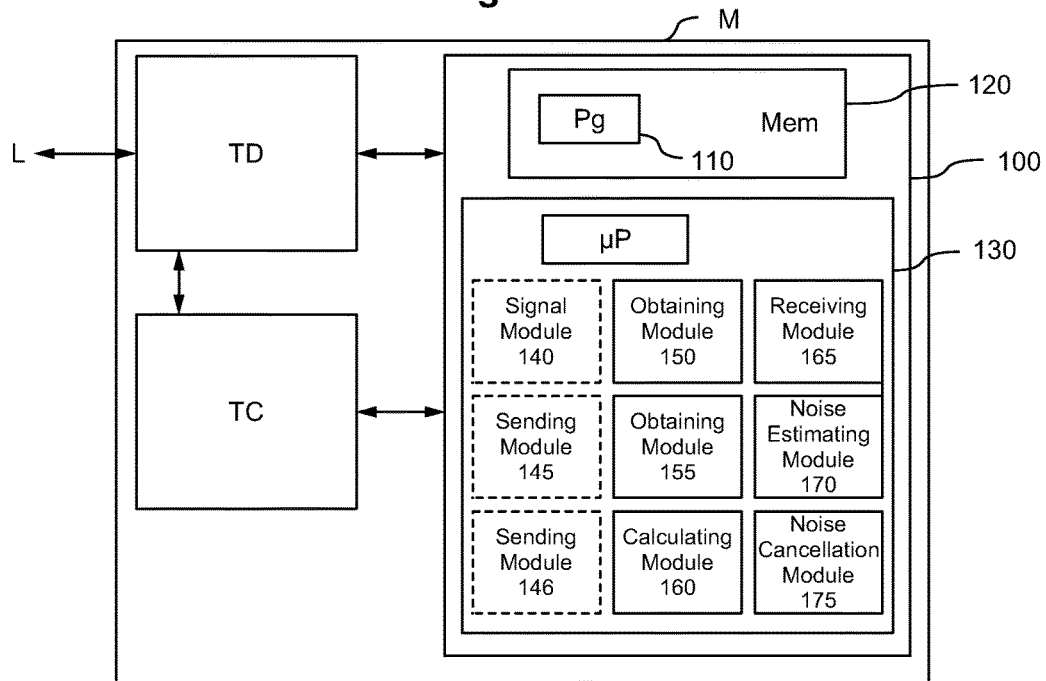 M
TD
Pg
Mem
120
110
L
100
µP
130
Signal
Module
140
Obtaining
Module
150
Receiving
Module
165
TC
Sending
Module
145
Obtaining
Module
155
Noise
Estimating
Module
170
Sending
Module
146
Calculating
Module
160
Noise
Cancellation
Module
175